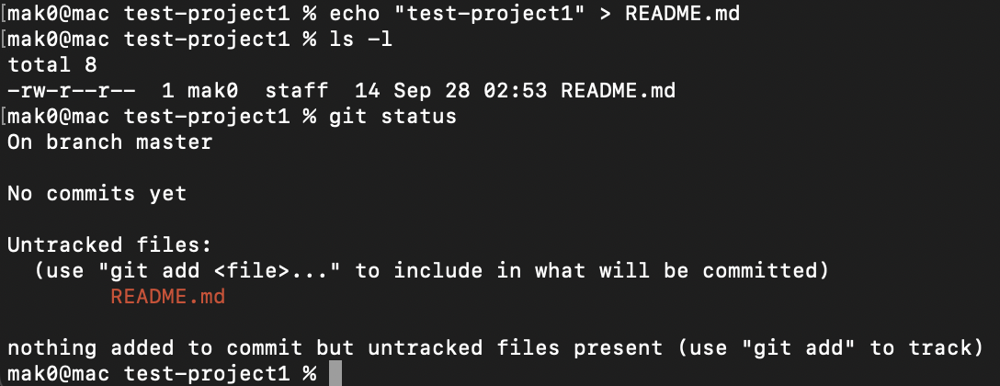 [mak0@mac test-project1 % echo "test-project1" > README.md
[mak0@mac test-project1 % ls -l
total 8
-rw-r--r--  1 mak0  staff  14 Sep 28 02:53 README.md
[mak0@mac test-project1 % git status
On branch master

No commits yet

Untracked files:
  (use "git add <file>..." to include in what will be committed)
        README.md

nothing added to commit but untracked files present (use "git add" to track)
mak0@mac test-project1 %